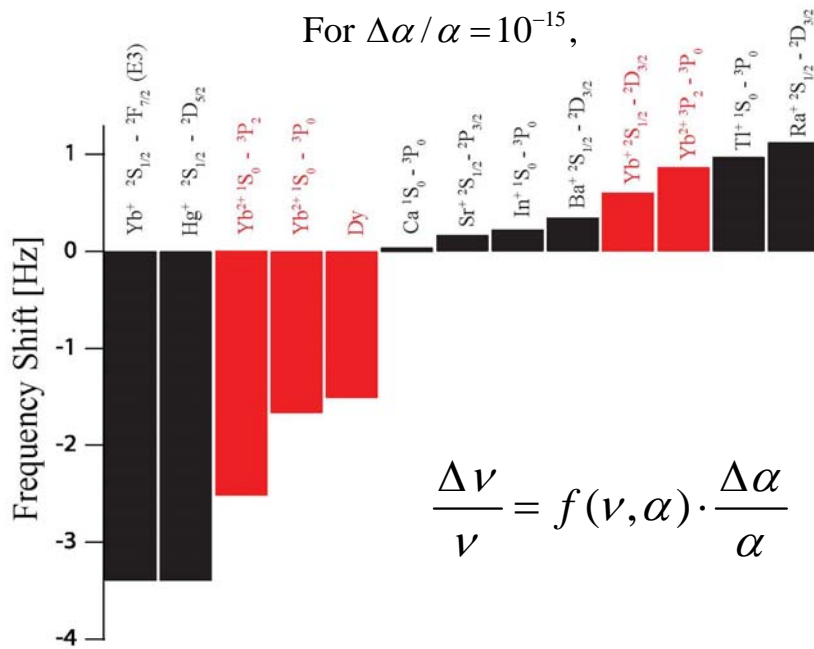 For Δα / α = 10⁻¹⁵,
Yb⁺ ²S₁/₂ - ²F₇/₂ (E3)
Hg⁺ ²S₁/₂ - ²D₅/₂
Yb²⁺ ¹S₀ - ³P₂
Yb²⁺ ¹S₀ - ³P₀
Dy
Ca ¹S₀ - ³P₀
Sr⁺ ²S₁/₂ - ²P₃/₂
In⁺ ¹S₀ - ³P₀
Ba⁺ ²S₁/₂ - ²D₃/₂
Yb⁺ ²S₁/₂ - ²D₃/₂
Yb²⁺ ³P₂ - ³P₀
Tl⁺ ¹S₀ - ³P₀
Ra⁺ ²S₁/₂ - ²D₃/₂
Frequency Shift [Hz]
1
0
-1
-2
-3
-4
Δν/ν = f(ν,α)·Δα/α